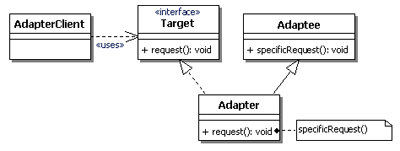 AdapterClient
«uses»
«interface»
Target
+ request(): void
Adaptee
+ specificRequest(): void
Adapter
+ request(): void
specificRequest()